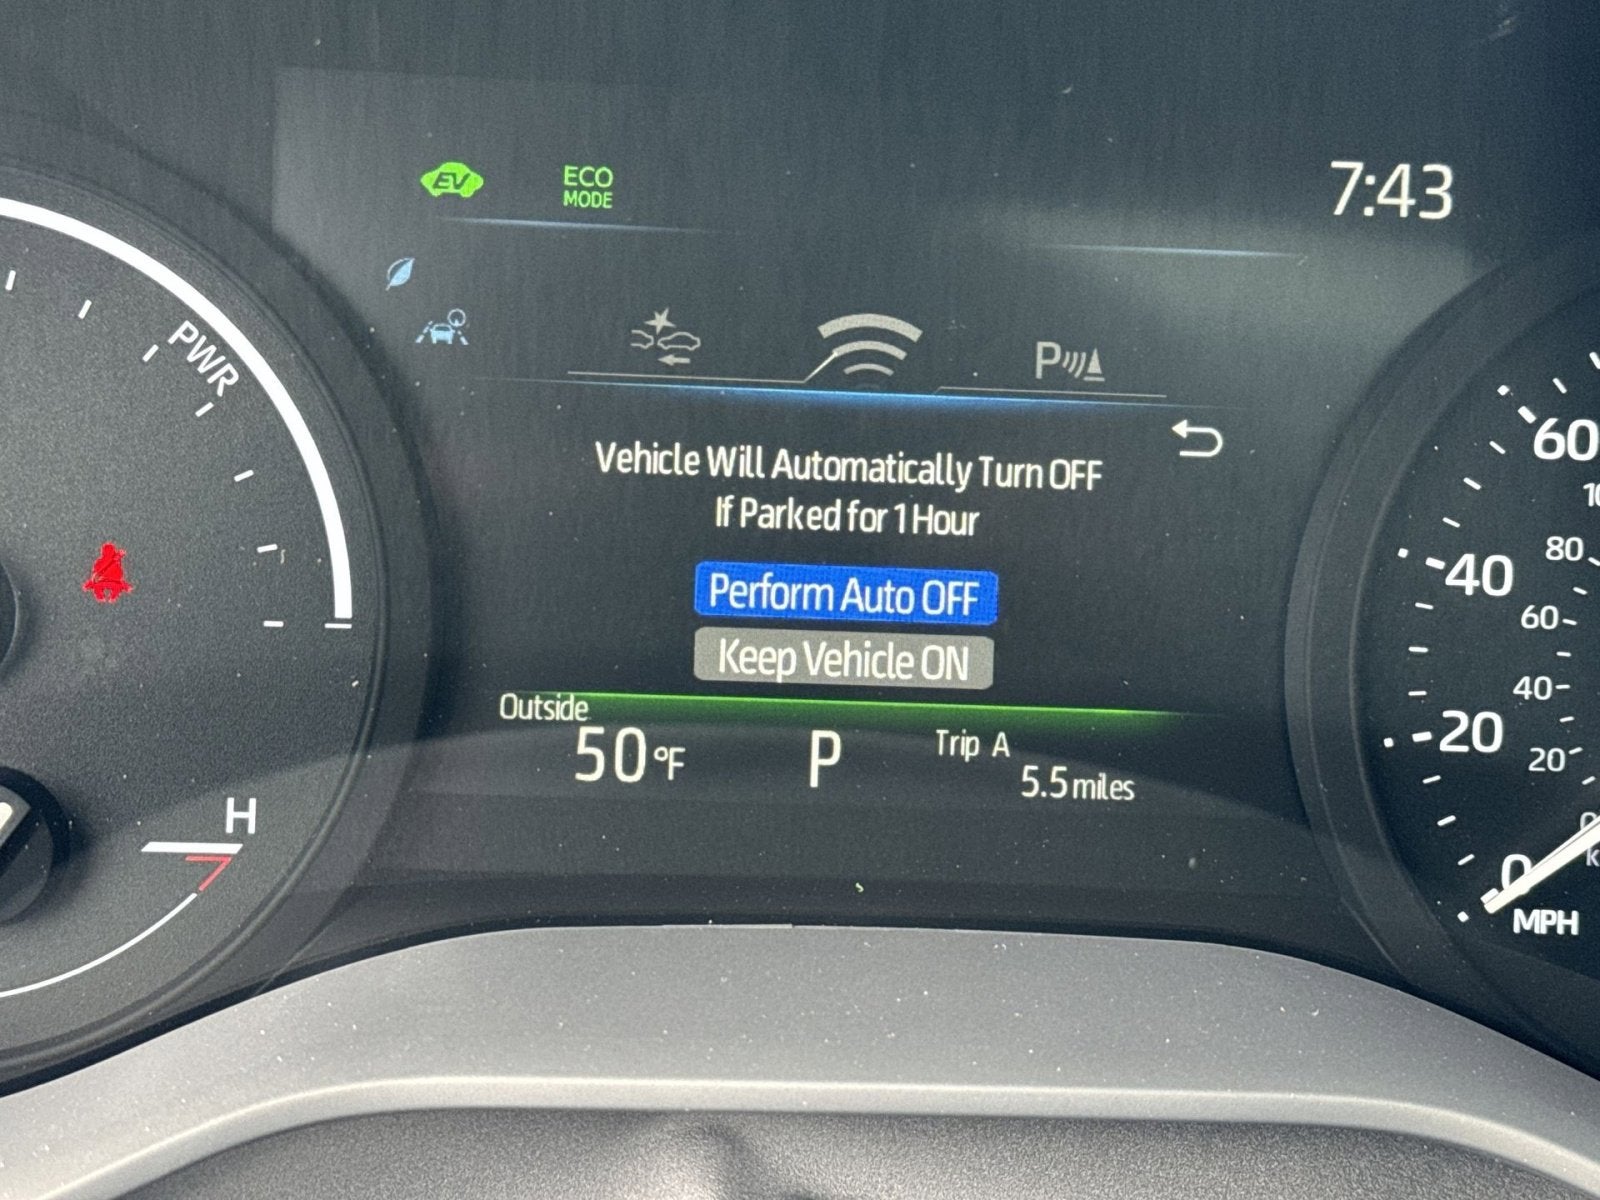 EV
ECO
MODE
7:43
PWR
P
Vehicle Will Automatically Turn OFF
If Parked for 1 Hour
Perform Auto OFF
Keep Vehicle ON
Outside
50°F
P
Trip A
5.5 miles
H
60
80
40
60
40
20
20
0
MPH